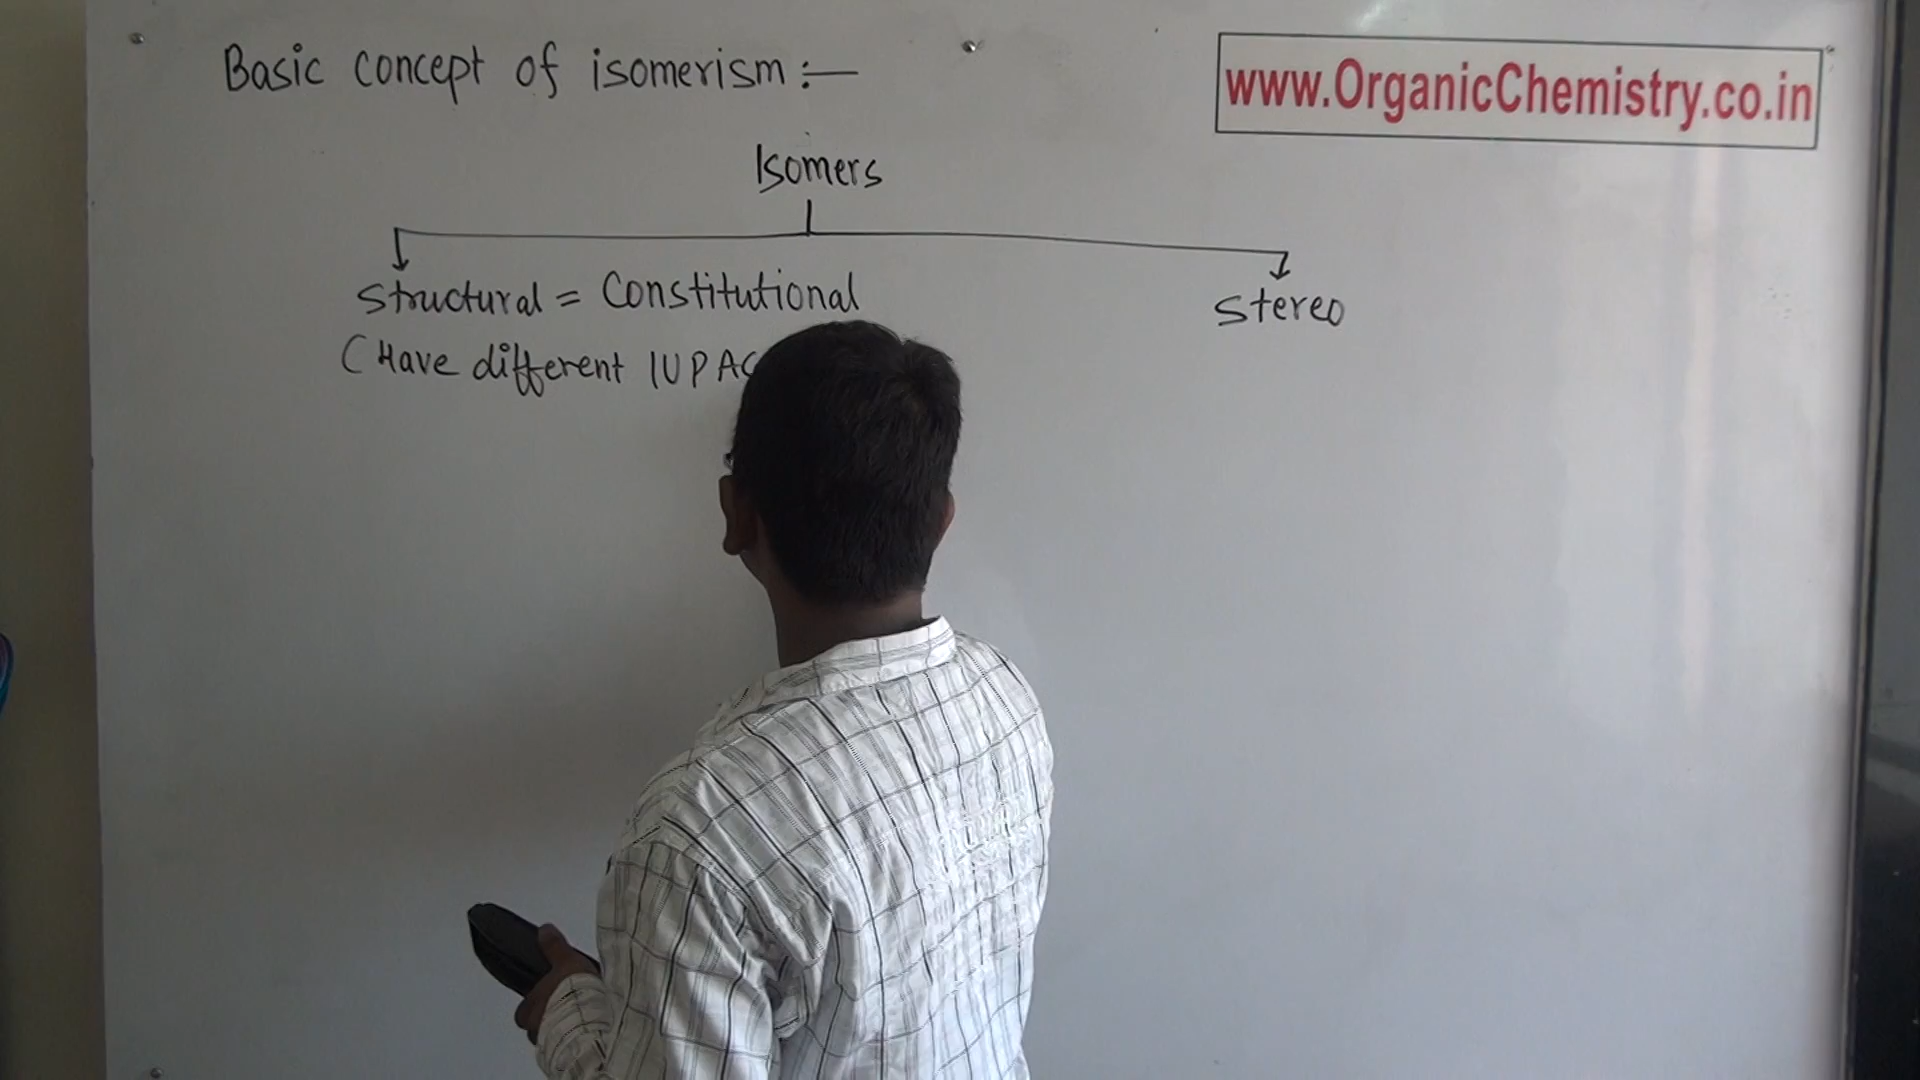 Basic concept of isomerism :—
www.OrganicChemistry.co.in
Isomers
Structural = Constitutional
Stereo
(Have different IUPAC